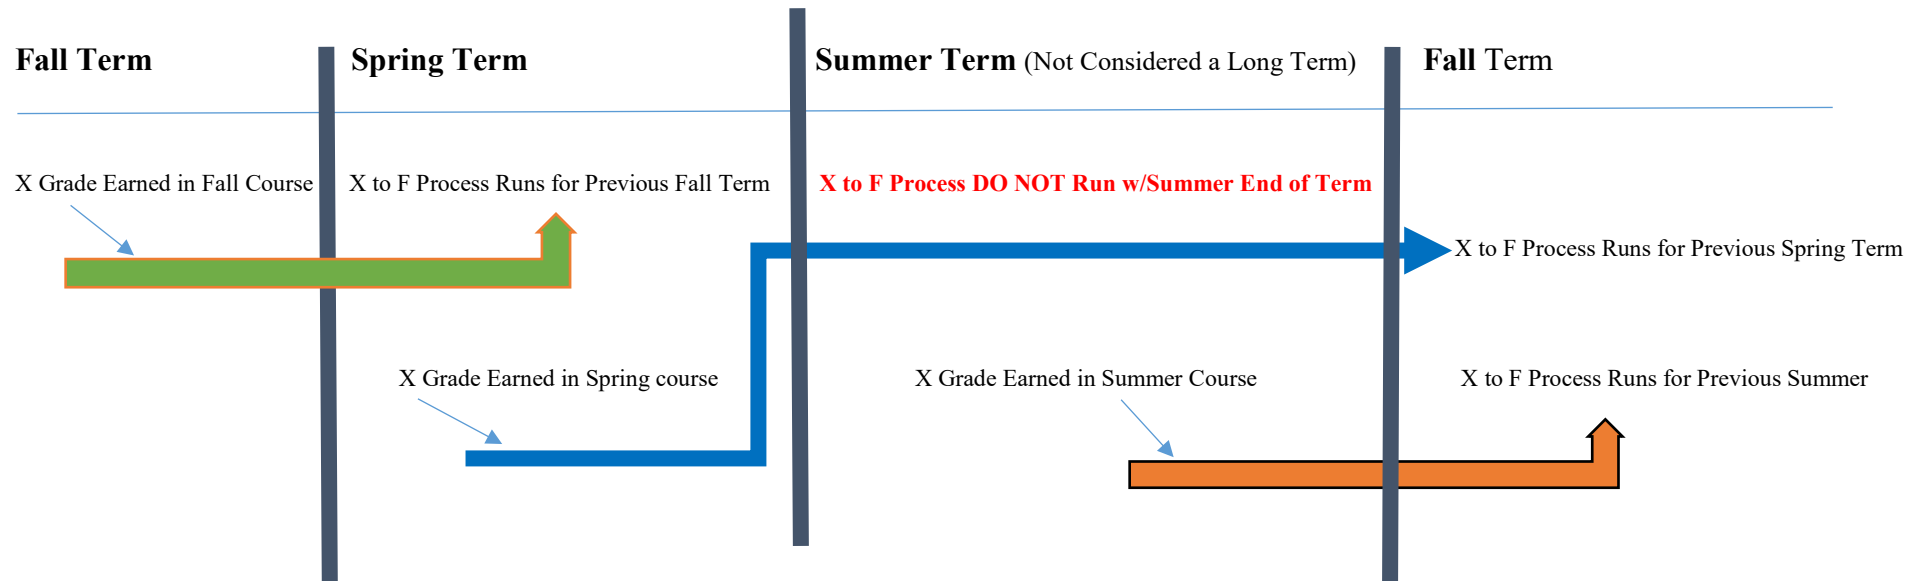 Fall Term
Spring Term
Summer Term (Not Considered a Long Term)
Fall Term
X Grade Earned in Fall Course
X to F Process Runs for Previous Fall Term
X to F Process DO NOT Run w/Summer End of Term
X to F Process Runs for Previous Spring Term
X Grade Earned in Spring course
X Grade Earned in Summer Course
X to F Process Runs for Previous Summer